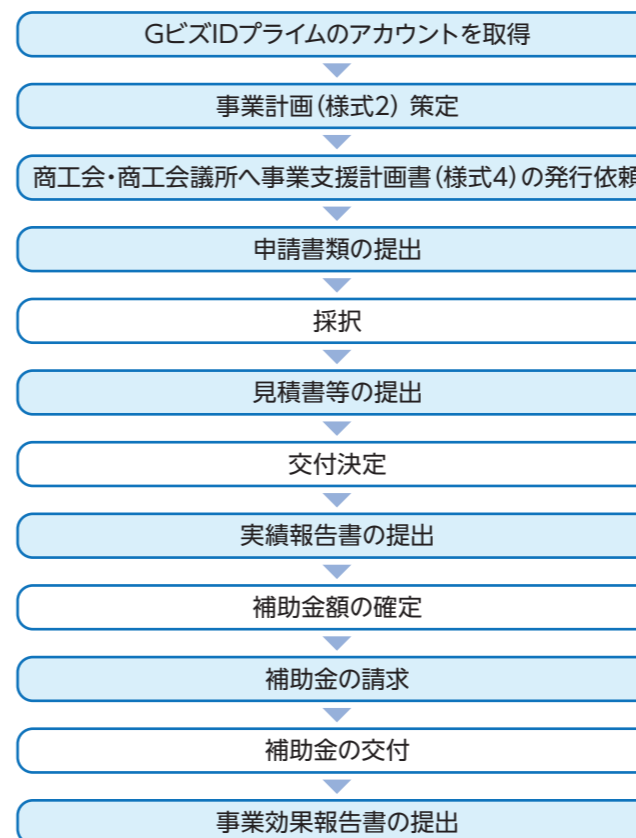 GビズIDプライムのアカウントを取得
事業計画(様式2) 策定
商工会・商工会議所へ事業支援計画書(様式4)の発行依頼
申請書類の提出
採択
見積書等の提出
交付決定
実績報告書の提出
補助金額の確定
補助金の請求
補助金の交付
事業効果報告書の提出